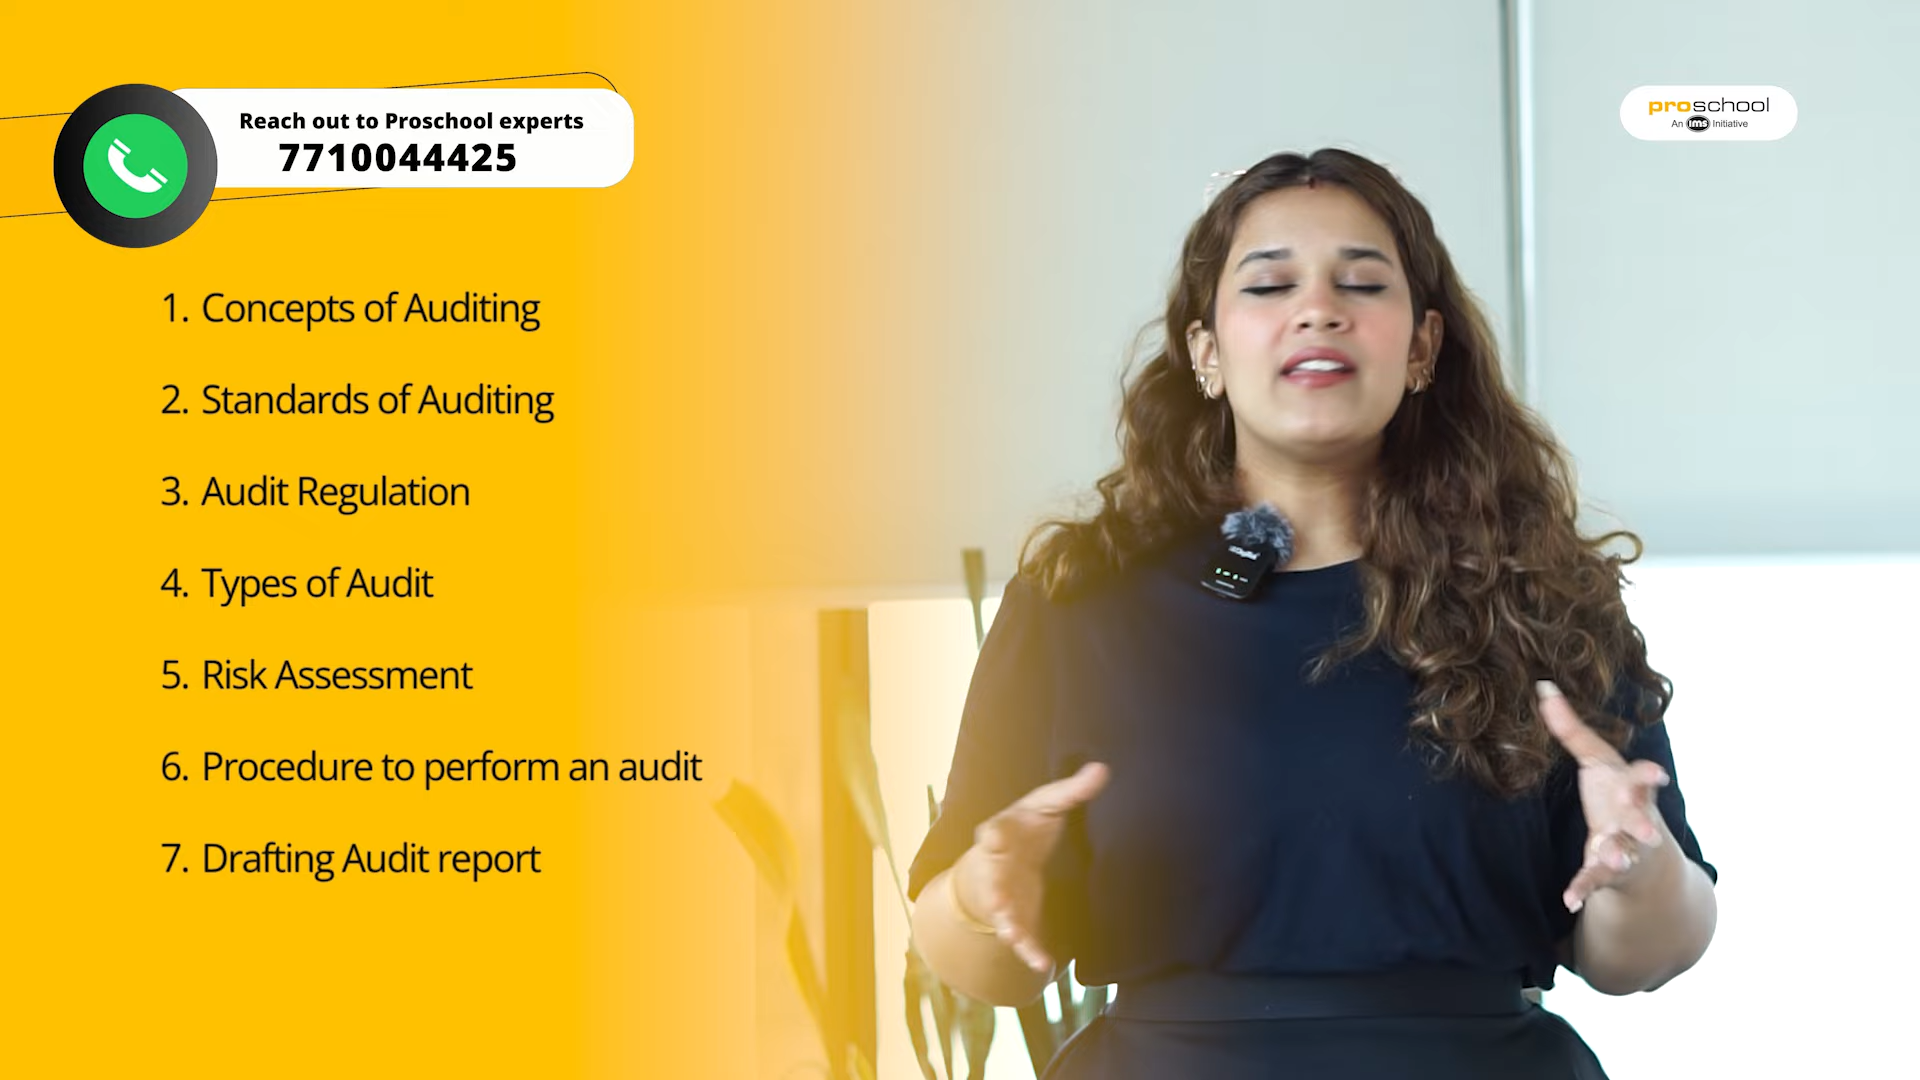 Reach out to Proschool experts
7710044425
proschool
An ims Initiative
1. Concepts of Auditing
2. Standards of Auditing
3. Audit Regulation
4. Types of Audit
5. Risk Assessment
6. Procedure to perform an audit
7. Drafting Audit report